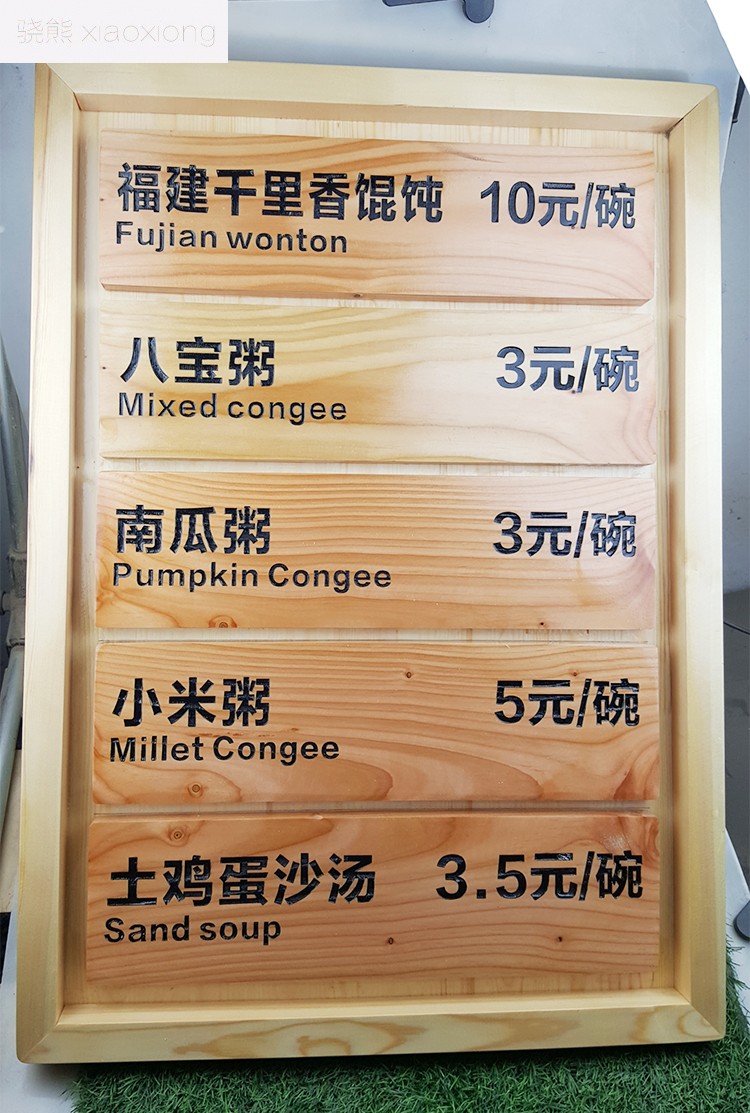 骁熊 xiaoxiong
福建千里香馄饨 10元/碗
Fujian wonton
八宝粥 3元/碗
Mixed congee
南瓜粥 3元/碗
Pumpkin Congee
小米粥 5元/碗
Millet Congee
土鸡蛋沙汤 3.5元/碗
Sand soup